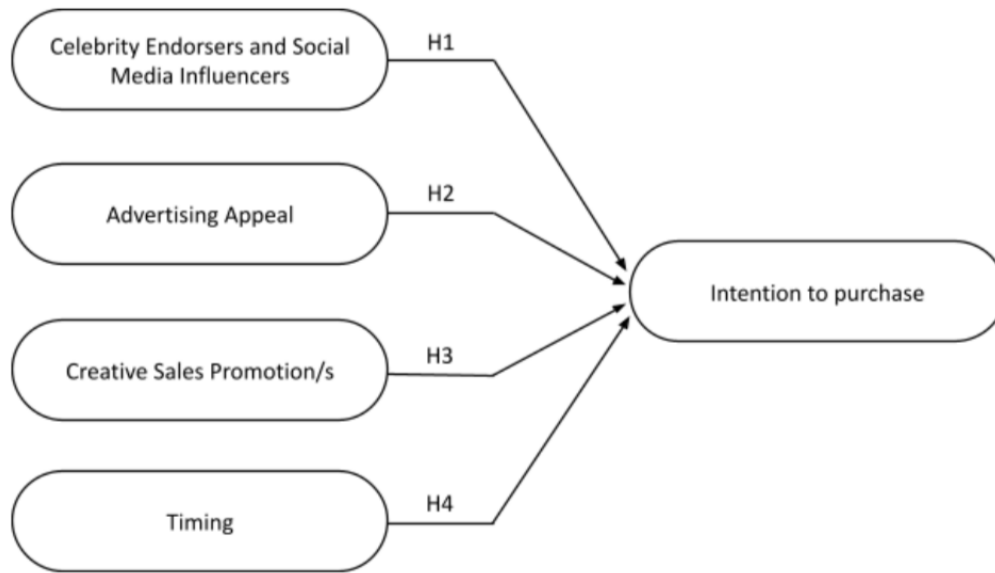 Celebrity Endorsers and Social
Media Influencers
H1
Advertising Appeal
H2
Intention to purchase
Creative Sales Promotion/s
H3
Timing
H4